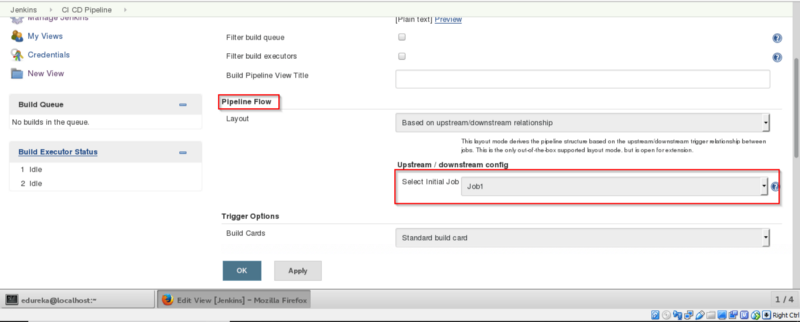 Jenkins › CI CD Pipeline ›
Manage Jenkins
My Views
Credentials
New View
Build Queue
No builds in the queue.
Build Executor Status
1 Idle
2 Idle
[Plain text] Preview
Filter build queue
Filter build executors
Build Pipeline View Title
Pipeline Flow
Layout
Based on upstream/downstream relationship
This layout mode derives the pipeline structure based on the upstream/downstream trigger relationship between
jobs. This is the only out-of-the-box supported layout mode, but is open for extension.
Upstream / downstream config
Select Initial Job
Job1
Trigger Options
Build Cards
Standard build card
OK
Apply
edureka@localhost:~
Edit View [Jenkins] - Mozilla Firefox
1 / 4
Right Ctrl